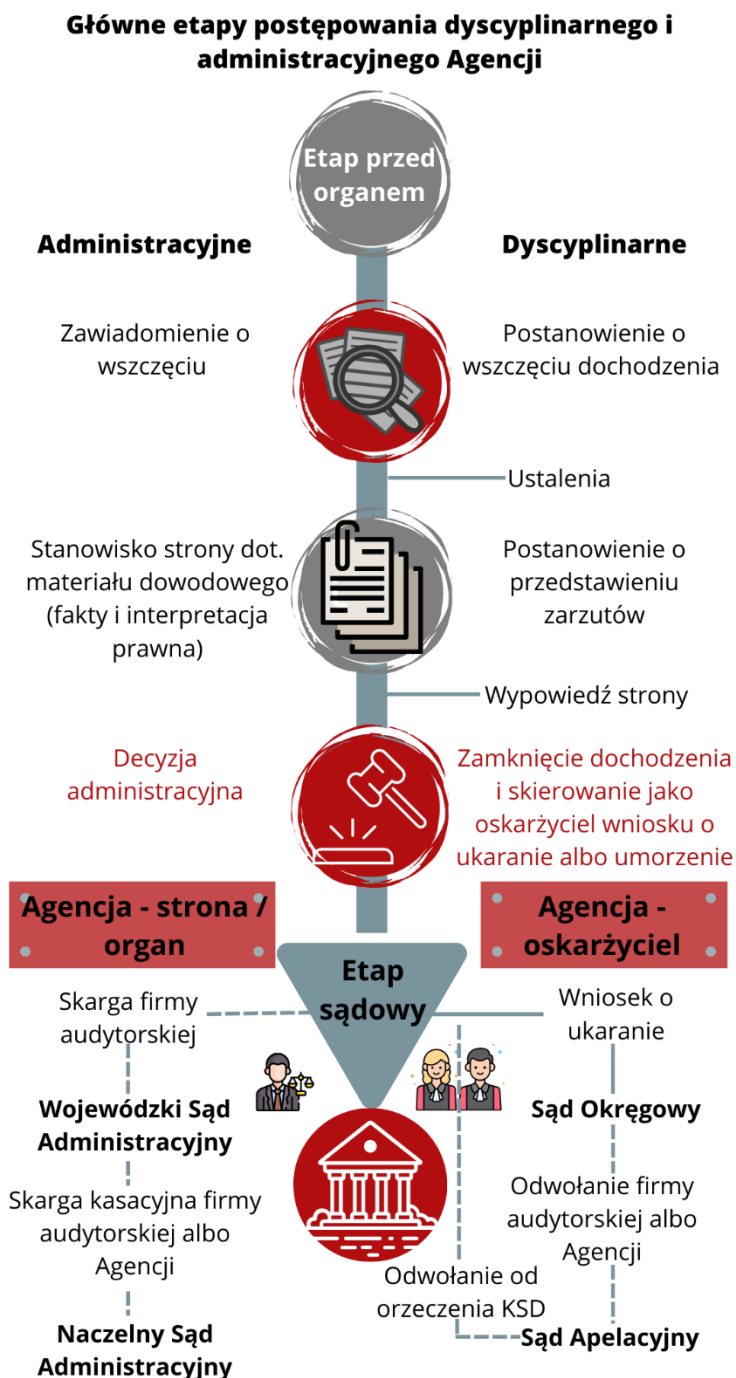 Główne etapy postępowania dyscyplinarnego i
administracyjnego Agencji
Etap przed
organem
Administracyjne
Dyscyplinarne
Zawiadomienie o
wszczęciu
Postanowienie o
wszczęciu dochodzenia
Ustalenia
Stanowisko strony dot.
materiału dowodowego
(fakty i interpretacja
prawna)
Postanowienie o
przedstawieniu
zarzutów
Wypowiedź strony
Decyzja
administracyjna
Zamknięcie dochodzenia
i skierowanie jako
oskarżyciel wniosku o
ukaranie albo umorzenie
Agencja - strona /
organ
Agencja -
oskarżyciel
Etap
sądowy
Skarga firmy
audytorskiej
Wniosek o
ukaranie
Wojewódzki Sąd
Administracyjny
Sąd Okręgowy
Skarga kasacyjna firmy
audytorskiej albo
Agencji
Odwołanie firmy
audytorskiej albo
Agencji
Odwołanie od
orzeczenia KSD
Naczelny Sąd
Administracyjny
Sąd Apelacyjny